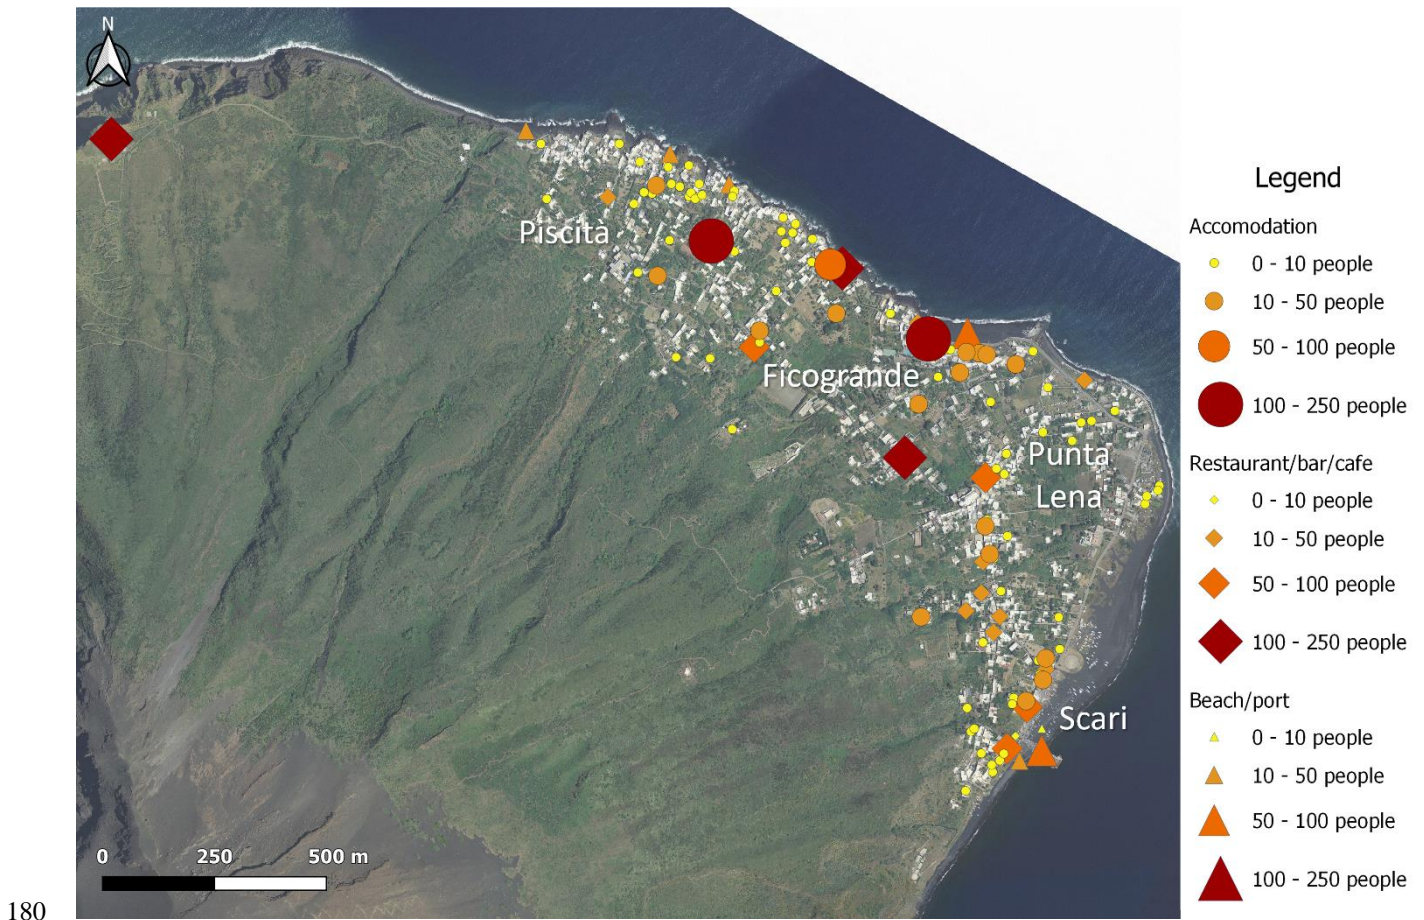 N
Legend
Accomodation
0 - 10 people
10 - 50 people
50 - 100 people
100 - 250 people
Restaurant/bar/cafe
0 - 10 people
10 - 50 people
50 - 100 people
100 - 250 people
Beach/port
0 - 10 people
10 - 50 people
50 - 100 people
100 - 250 people
Piscità
Ficogrande
Punta
Lena
Scari
0 250 500 m
180